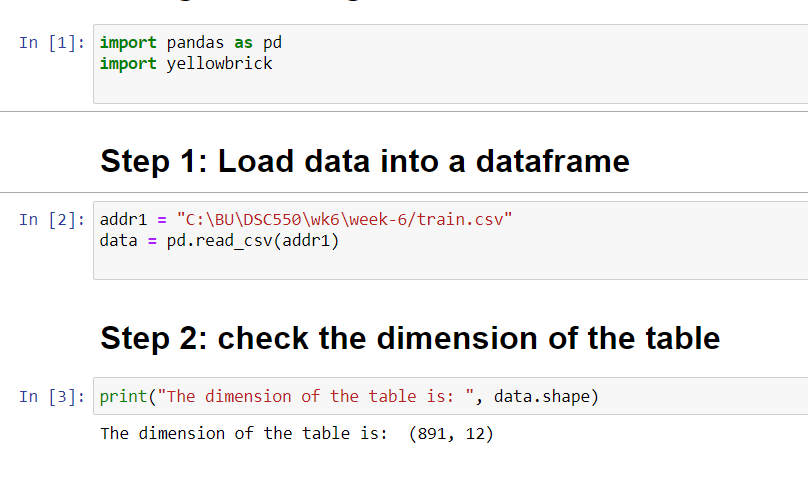 In [1]: import pandas as pd
import yellowbrick
Step 1: Load data into a dataframe
In [2]: addr1 = "C:\BU\DSC550\wk6\week-6/train.csv"
data = pd.read_csv(addr1)
Step 2: check the dimension of the table
In [3]: print("The dimension of the table is: ", data.shape)
The dimension of the table is:  (891, 12)